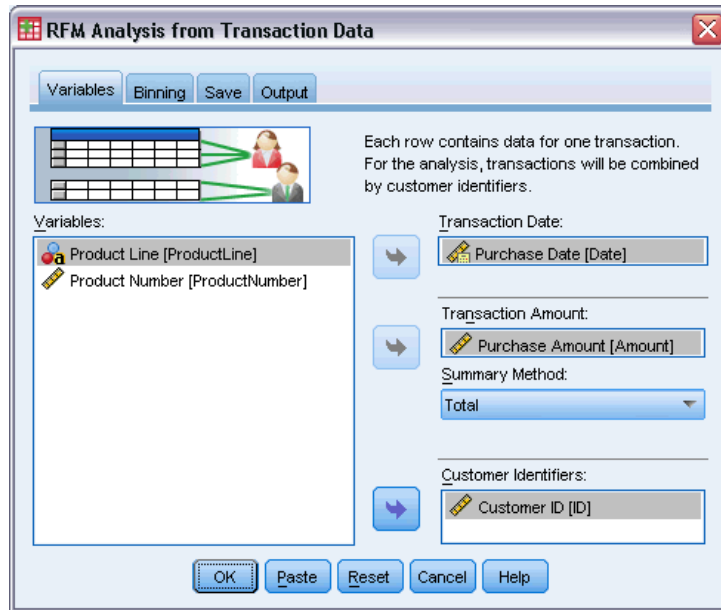 RFM Analysis from Transaction Data
Variables
Binning
Save
Output
Each row contains data for one transaction.
For the analysis, transactions will be combined
by customer identifiers.
Variables:
Product Line [ProductLine]
Product Number [ProductNumber]
Transaction Date:
Purchase Date [Date]
Transaction Amount:
Purchase Amount [Amount]
Summary Method:
Total
Customer Identifiers:
Customer ID [ID]
OK
Paste
Reset
Cancel
Help